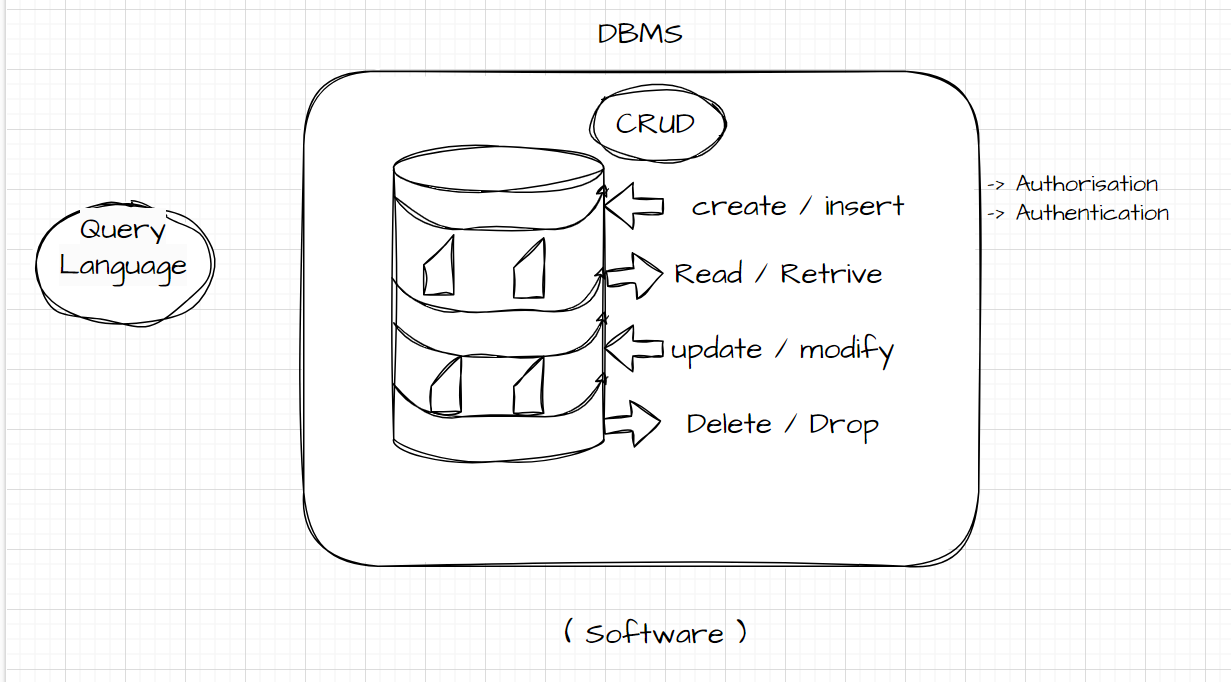 DBMS
CRUD
-> Authorisation
create / insert
-> Authentication
Query
Language
Read / Retrive
update / modify
Delete / Drop
( Software )